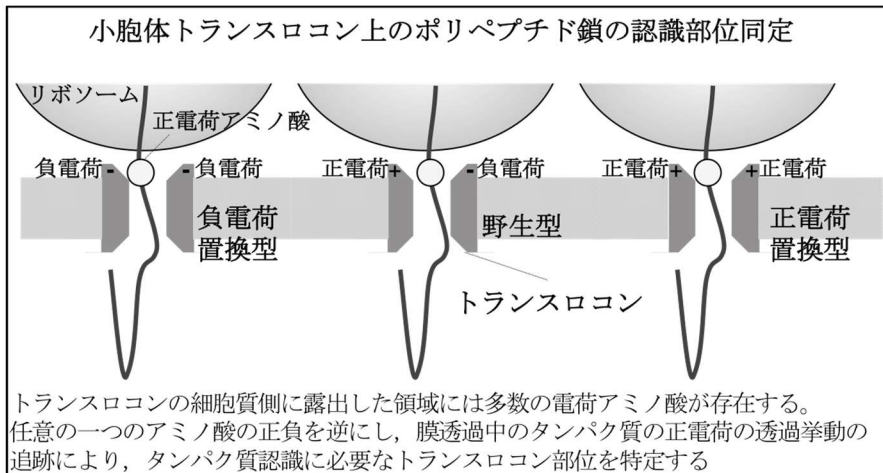 小胞体トランスロコン上のポリペプチド鎖の認識部位同定
リボソーム
正電荷アミノ酸
負電荷 - - 負電荷
正電荷 + - 負電荷
正電荷 + + 正電荷
負電荷
置換型
野生型
正電荷
置換型
トランスロコン
トランスロコンの細胞質側に露出した領域には多数の電荷アミノ酸が存在する。
任意の一つのアミノ酸の正負を逆にし，膜透過中のタンパク質の正電荷の透過挙動の
追跡により，タンパク質認識に必要なトランスロコン部位を特定する